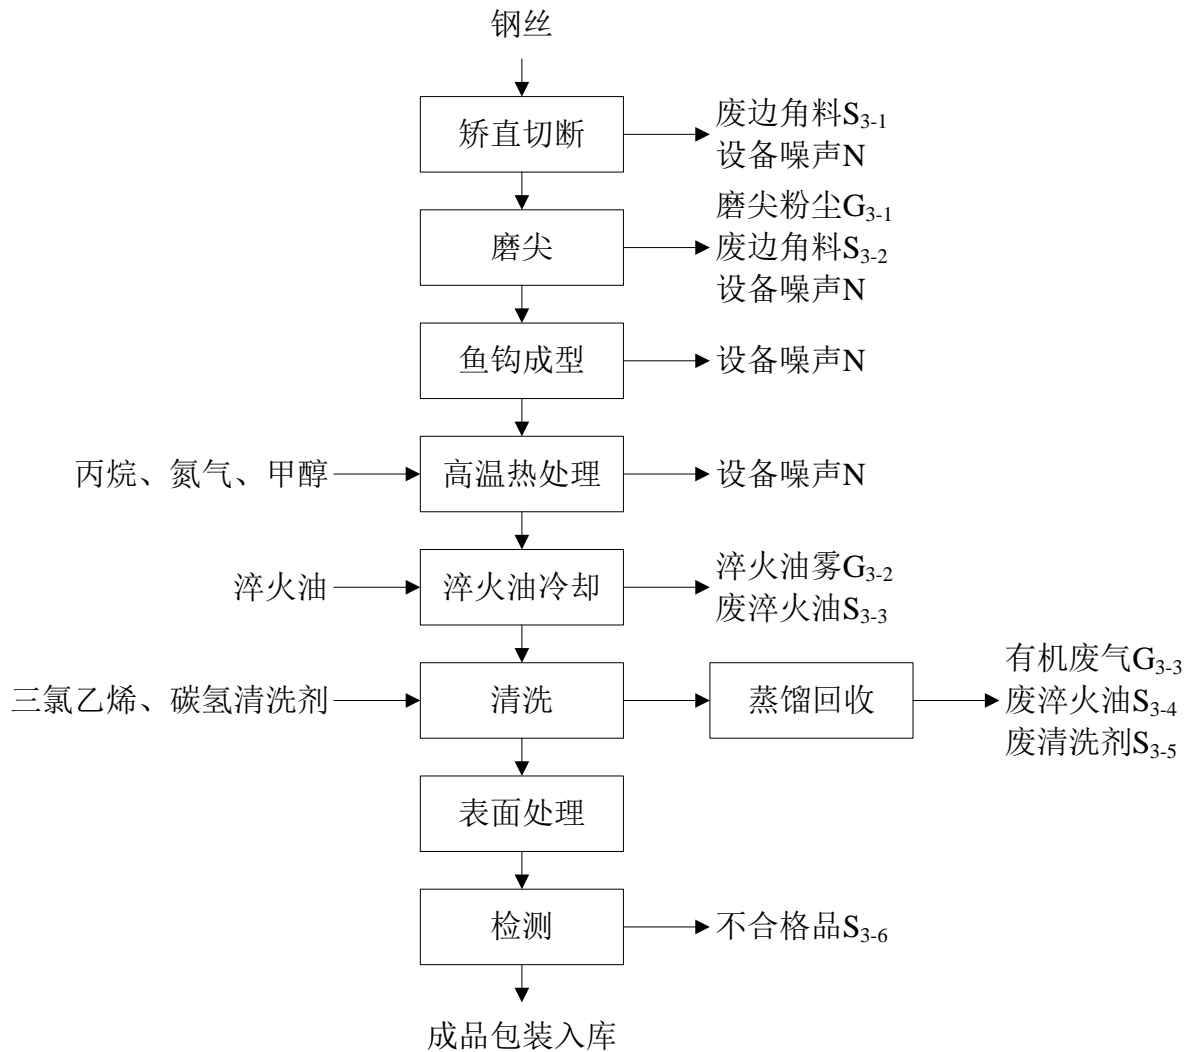 钢丝
矫直切断
废边角料S3-1
设备噪声N
磨尖
磨尖粉尘G3-1
废边角料S3-2
设备噪声N
鱼钩成型
设备噪声N
丙烷、氮气、甲醇
高温热处理
设备噪声N
淬火油
淬火油冷却
淬火油雾G3-2
废淬火油S3-3
三氯乙烯、碳氢清洗剂
清洗
蒸馏回收
有机废气G3-3
废淬火油S3-4
废清洗剂S3-5
表面处理
检测
不合格品S3-6
成品包装入库